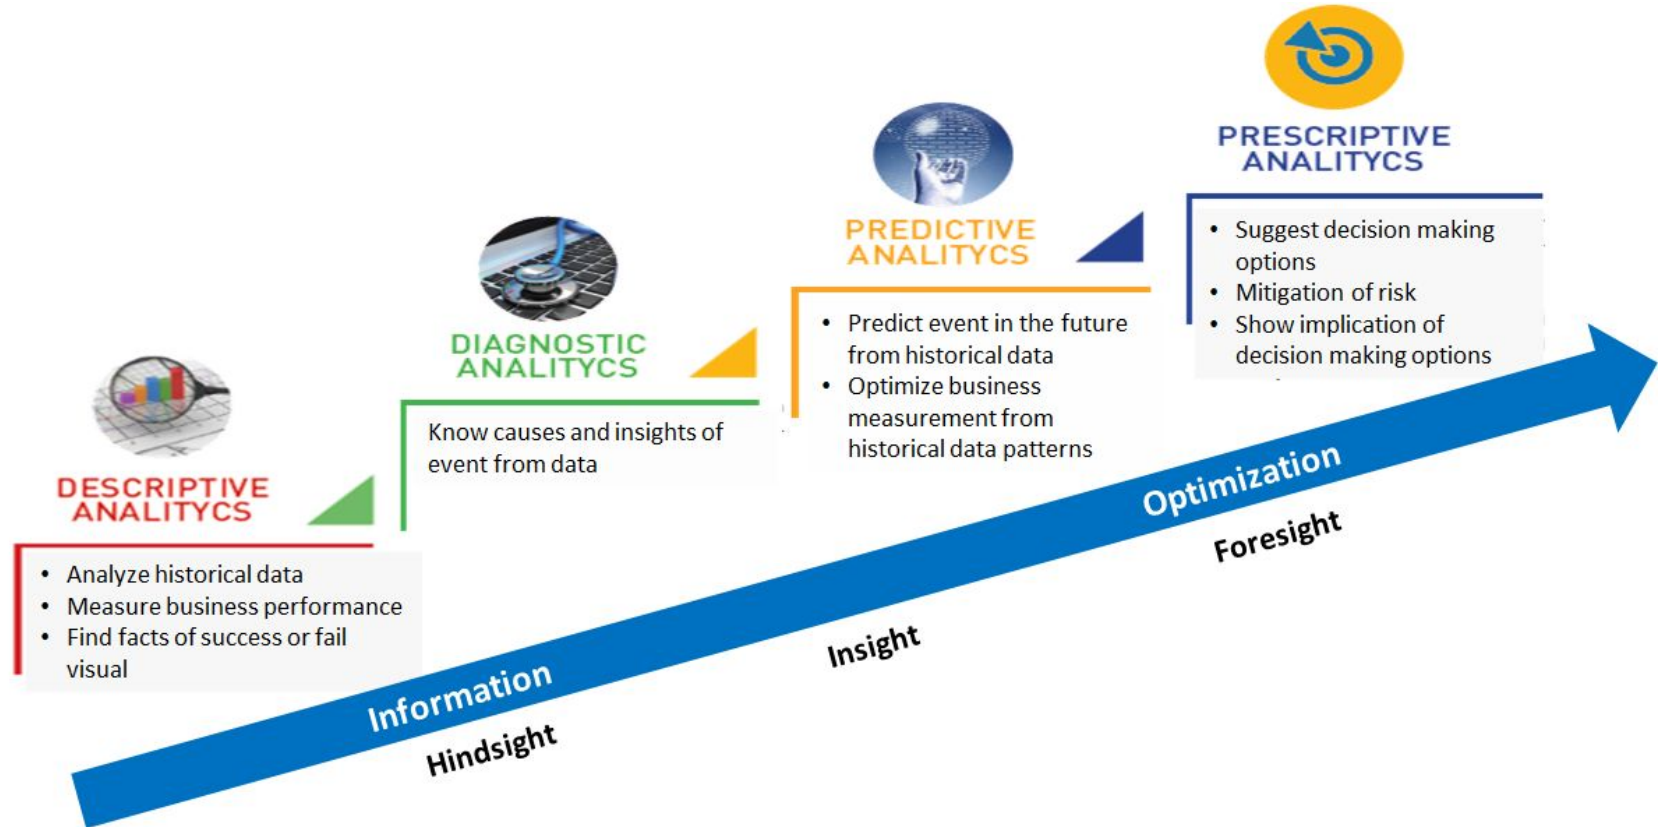 PRESCRIPTIVE
ANALITYCS
• Suggest decision making
options
• Mitigation of risk
• Show implication of
decision making options
PREDICTIVE
ANALITYCS
• Predict event in the future
from historical data
• Optimize business
measurement from
historical data patterns
DIAGNOSTIC
ANALITYCS
Know causes and insights of
event from data
DESCRIPTIVE
ANALITYCS
• Analyze historical data
• Measure business performance
• Find facts of success or fail
visual
Information
Optimization
Hindsight
Insight
Foresight